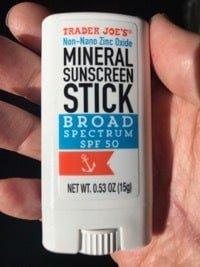 TRADER JOE'S®
Non-Nano Zinc Oxide
MINERAL
SUNSCREEN
STICK
BROAD
SPECTRUM
SPF 50
NET WT. 0.53 OZ (15g)